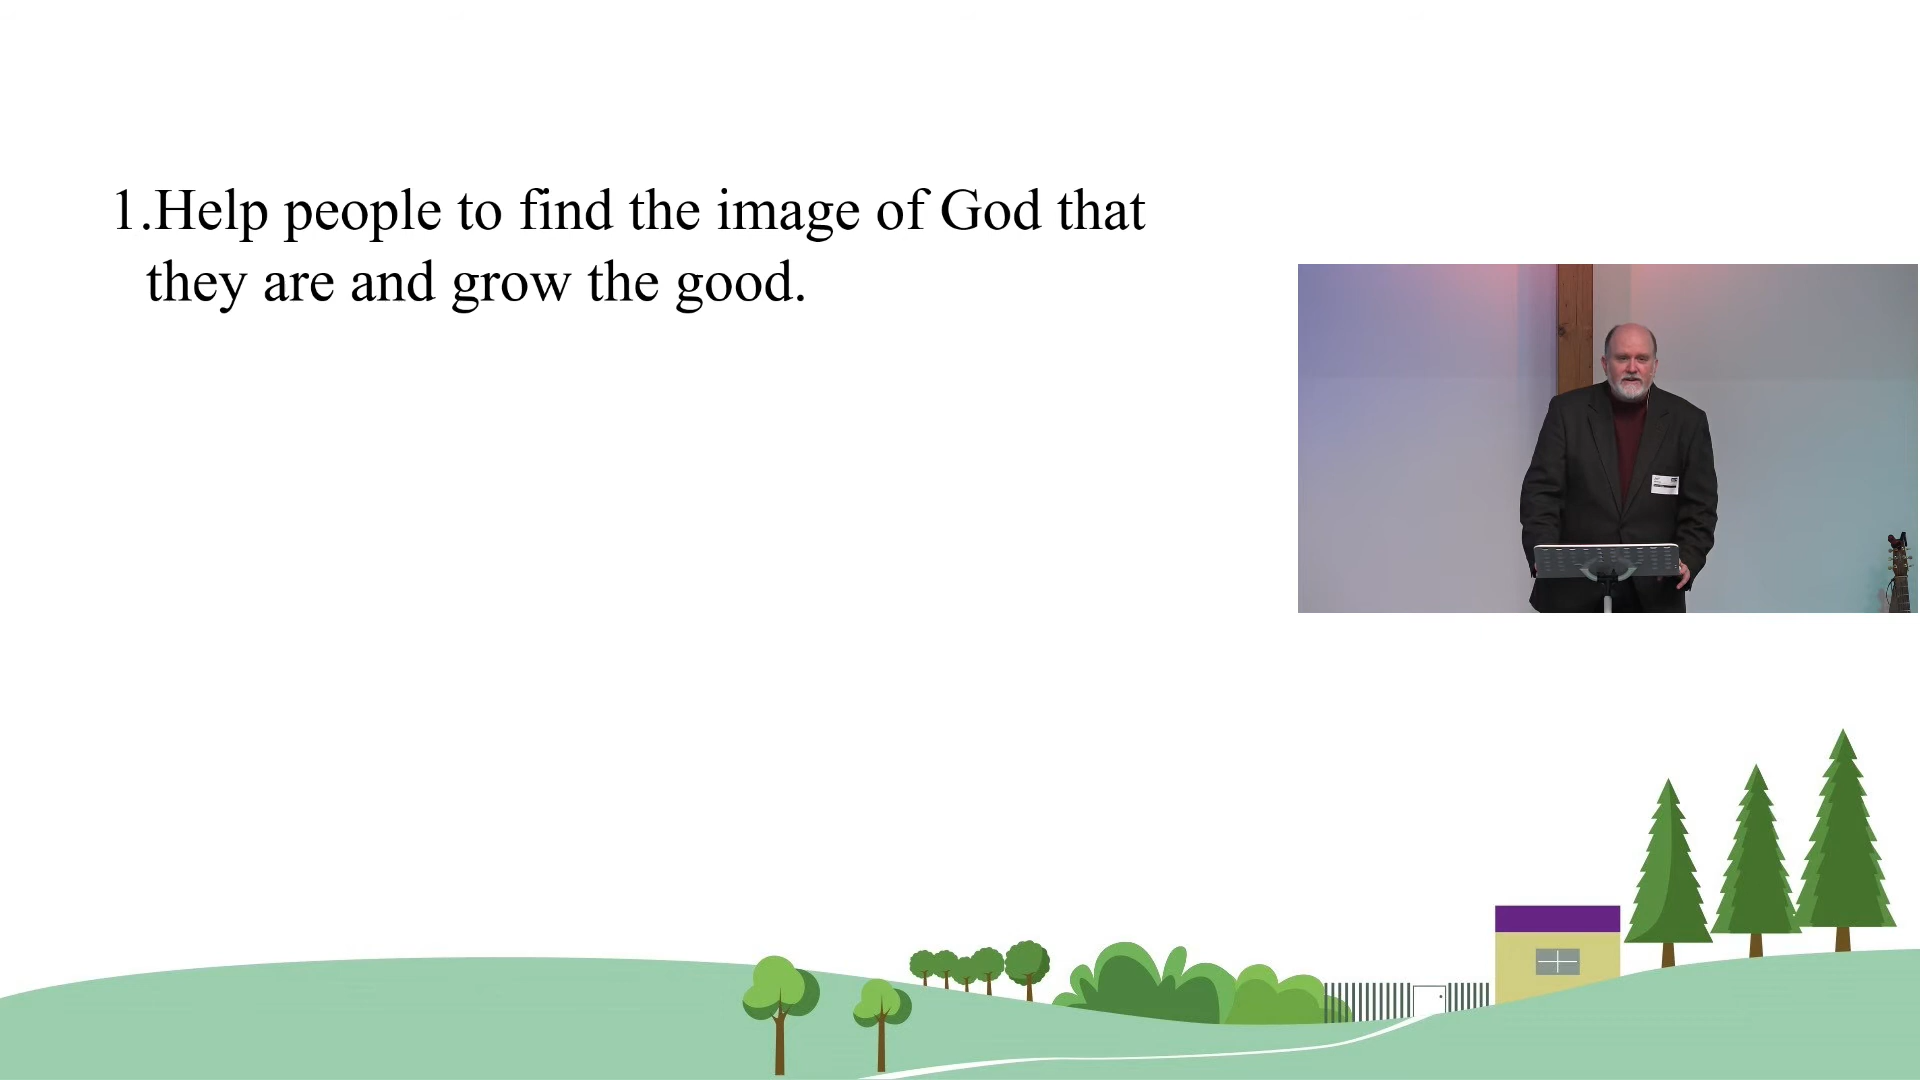 1.Help people to find the image of God that
they are and grow the good.